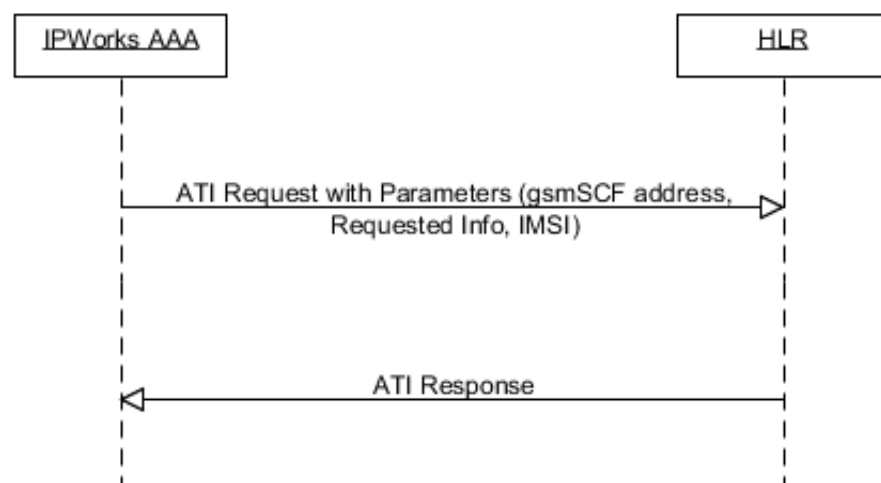 IPWorks AAA
HLR
ATI Request with Parameters (gsmSCF address,
Requested Info, IMSI)
ATI Response